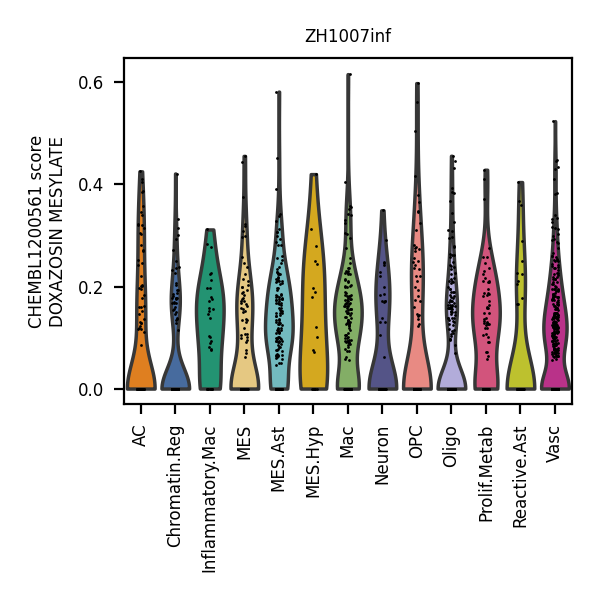 ZH1007inf
CHEMBL1200561 score
DOXAZOSIN MESYLATE
0.6
0.4
0.2
0.0
AC
Chromatin.Reg
Inflammatory.Mac
MES
MES.Ast
MES.Hyp
Mac
Neuron
OPC
Oligo
Prolif.Metab
Reactive.Ast
Vasc